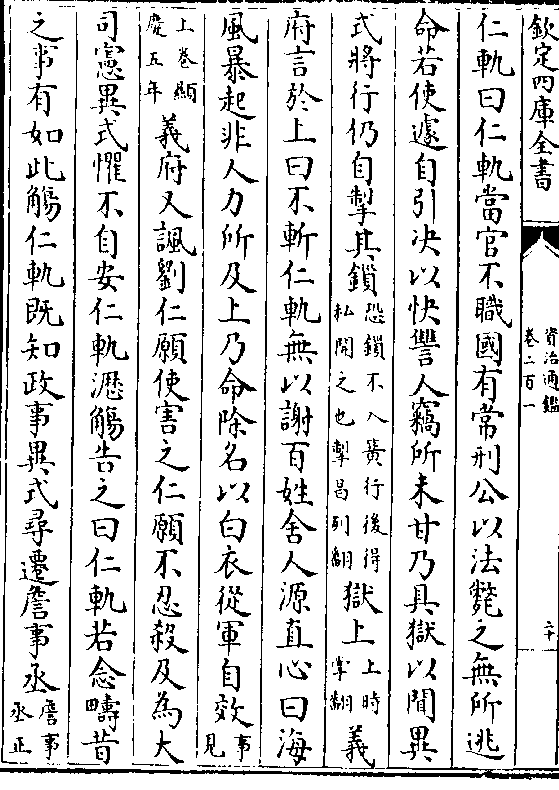 欽定四庫全書
資治通鑑
卷二百一
二十
仁軌曰仁軌當官不職國有常刑公以法斃之無所逃
命若使遽自引决以快讐人竊所未甘乃具獄以聞異
式將行仍自掣其鎖恐鎖不入簧行後得
私開之也掣昌列翻獄上上時
掌翻義
府言於上曰不斬仁軌無以謝百姓舍人源直心曰海
風暴起非人力所及上乃命除名以白衣從軍自效事
見
上卷顯
慶五年義府又諷劉仁願使害之仁願不忍殺及為大
司憲異式懼不自安仁軌瀝觴告之曰仁軌若念疇昔
之事有如此觴仁軌既知政事異式尋遷詹事丞詹事
丞正